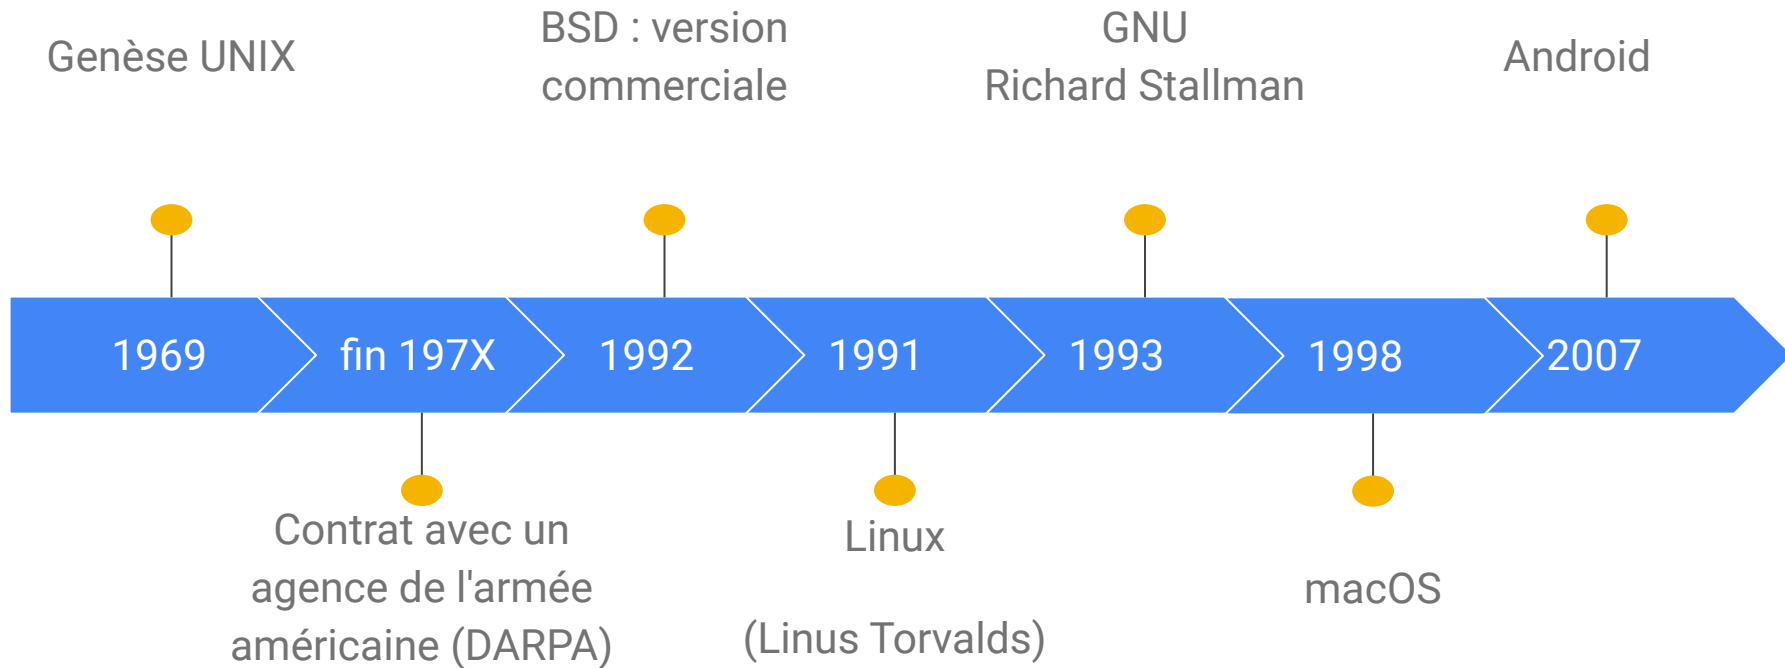 Genèse UNIX
BSD : version
commerciale
GNU
Richard Stallman
Android
1969
fin 197X
1992
1991
1993
1998
2007
Contrat avec un
agence de l'armée
américaine (DARPA)
Linux
(Linus Torvalds)
macOS